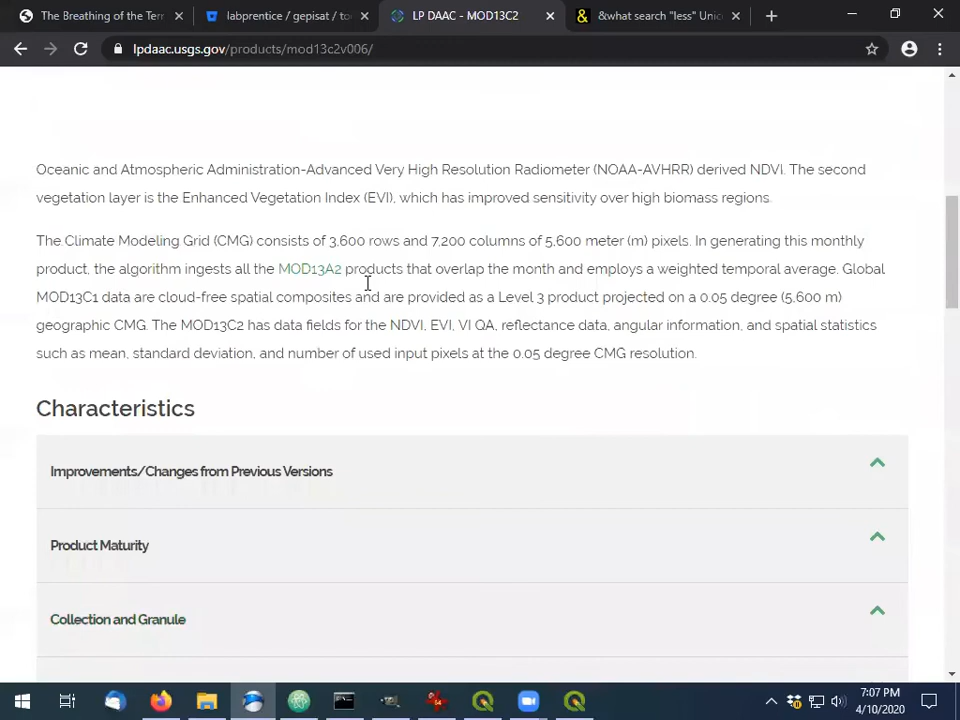 The Breathing of the Terr
labprentice / gepisat / to
LP DAAC - MOD13C2
&what search "less" Unic
lpdaac.usgs.gov/products/mod13c2v006/
Oceanic and Atmospheric Administration-Advanced Very High Resolution Radiometer (NOAA-AVHRR) derived NDVI. The second
vegetation layer is the Enhanced Vegetation Index (EVI), which has improved sensitivity over high biomass regions.
The Climate Modeling Grid (CMG) consists of 3,600 rows and 7,200 columns of 5,600 meter (m) pixels. In generating this monthly
product, the algorithm ingests all the MOD13A2 products that overlap the month and employs a weighted temporal average. Global
MOD13C1 data are cloud-free spatial composites and are provided as a Level 3 product projected on a 0.05 degree (5,600 m)
geographic CMG. The MOD13C2 has data fields for the NDVI, EVI, VI QA, reflectance data, angular information, and spatial statistics
such as mean, standard deviation, and number of used input pixels at the 0.05 degree CMG resolution.
Characteristics
Improvements/Changes from Previous Versions
Product Maturity
Collection and Granule
7:07 PM
4/10/2020